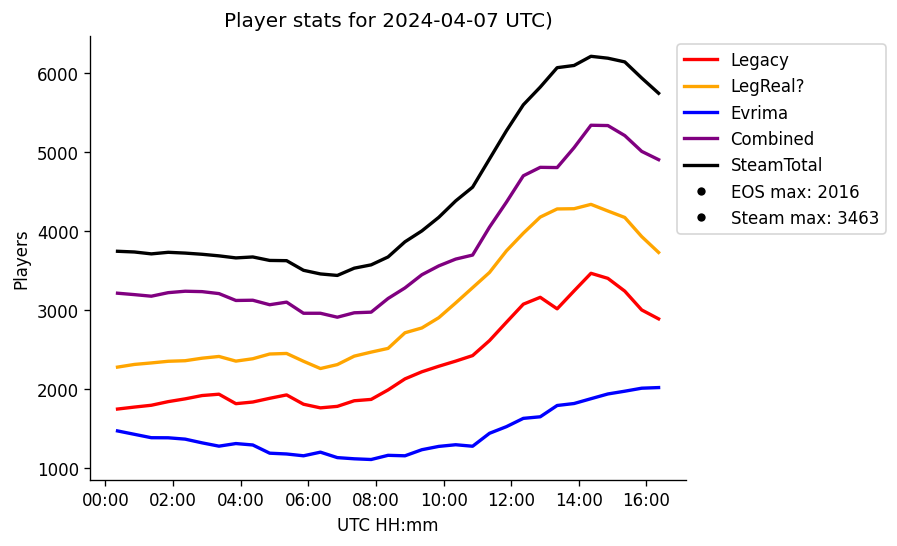 Player stats for 2024-04-07 UTC)
Legacy
LegReal?
Evrima
Combined
SteamTotal
EOS max: 2016
Steam max: 3463
Players
6000
5000
4000
3000
2000
1000
00:00 02:00 04:00 06:00 08:00 10:00 12:00 14:00 16:00
UTC HH:mm